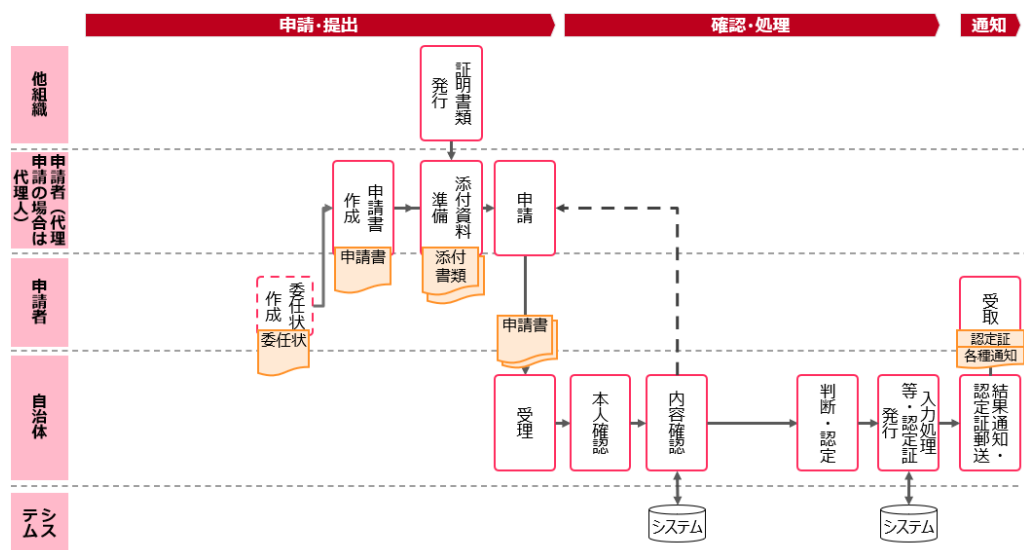 申請・提出
確認・処理
通知
他組織
証明書類
発行
申請者（代理
申請の場合は
代理人）
申請書
作成
添付資料
準備
申請
申請書
添付
書類
申請者
委任状
作成
委任状
申請書
受取
認定証
各種通知
自治体
受理
本人確認
内容確認
判断・認定
入力処理
等・認定証
発行
結果通知・
認定証郵送
シス
テム
システム
システム